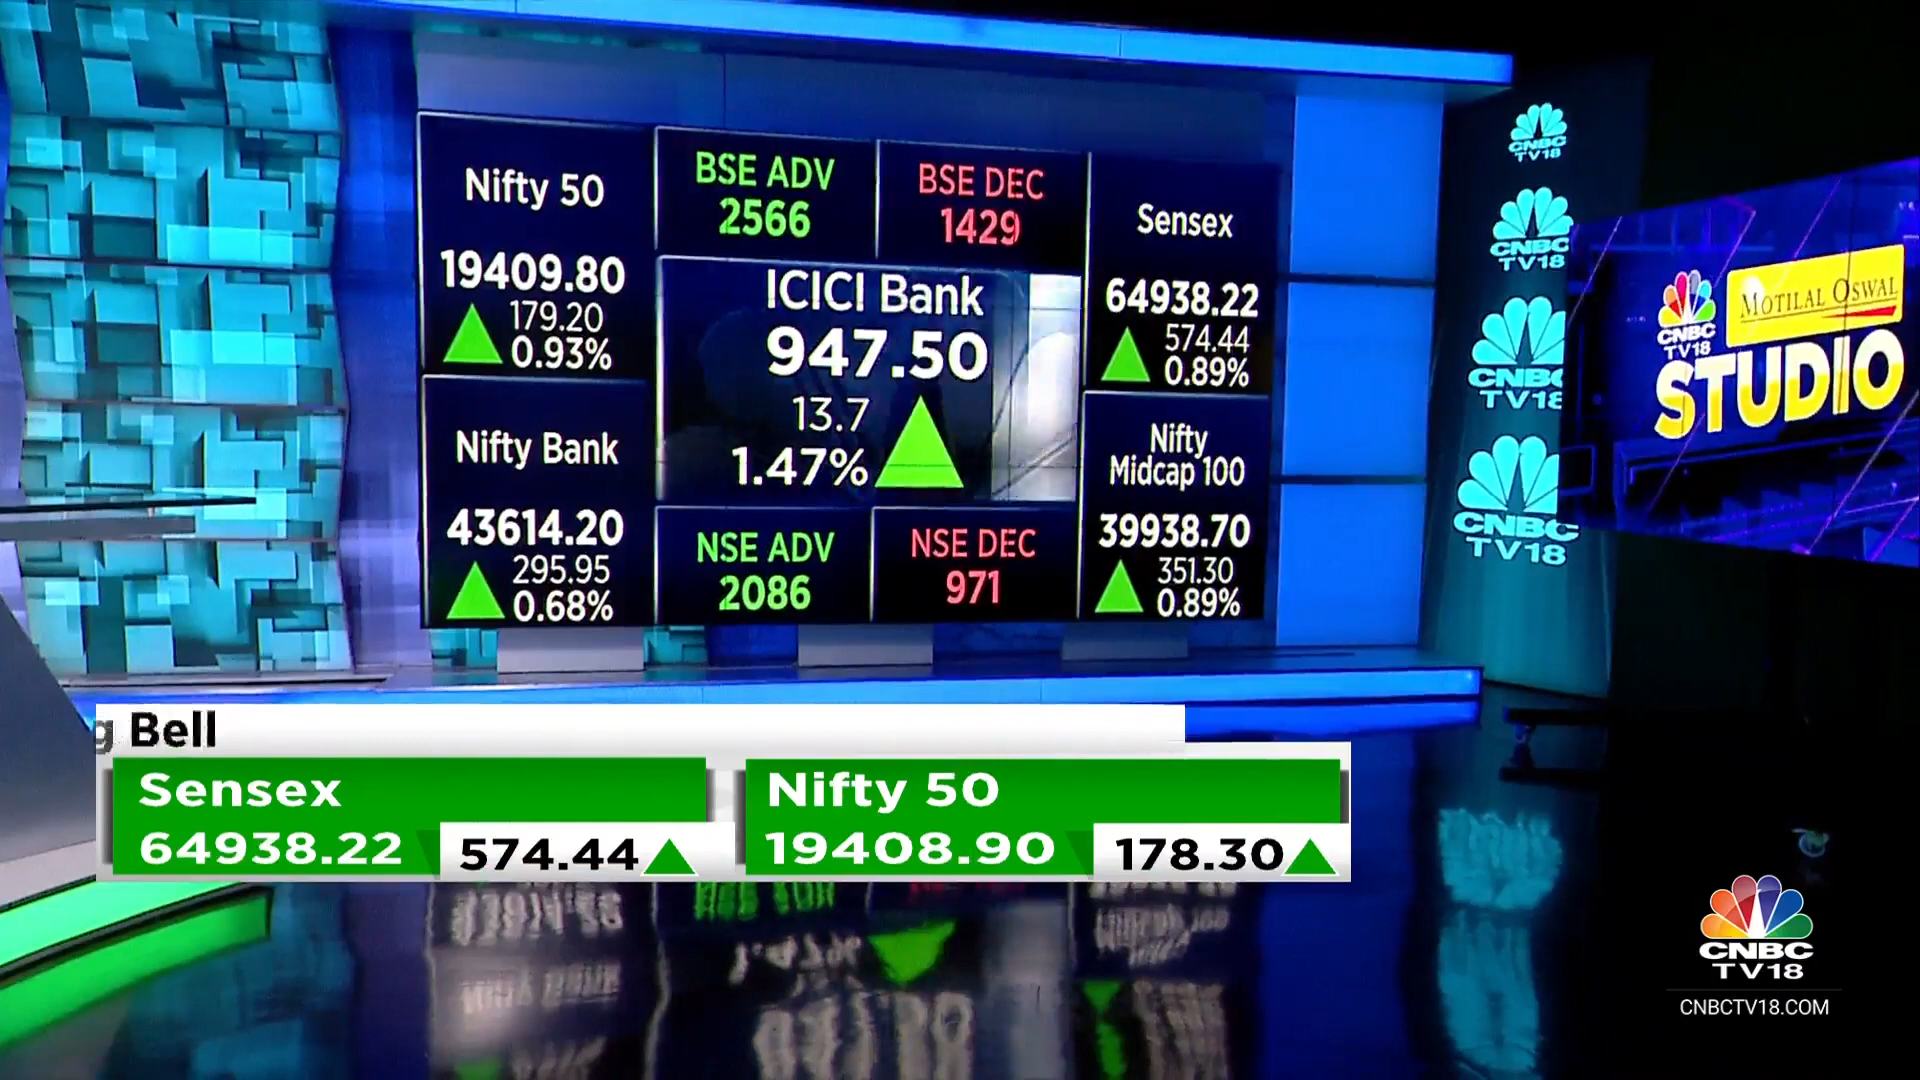 Nifty 50
19409.80
179.20
0.93%
BSE ADV
2566
BSE DEC
1429
Sensex
64938.22
574.44
0.89%
ICICI Bank
947.50
13.7
1.47%
Nifty Bank
43614.20
295.95
0.68%
NSE ADV
2086
NSE DEC
971
Nifty
Midcap 100
39938.70
351.30
0.89%
CNBC
TV18
CNBC
TV18
CNBC
TV18
CNBC
TV18
CNBC
TV18
MOTILAL OSWAL
STUDIO
g Bell
Sensex
64938.22 574.44
Nifty 50
19408.90 178.30
CNBC
TV18
CNBCTV18.COM